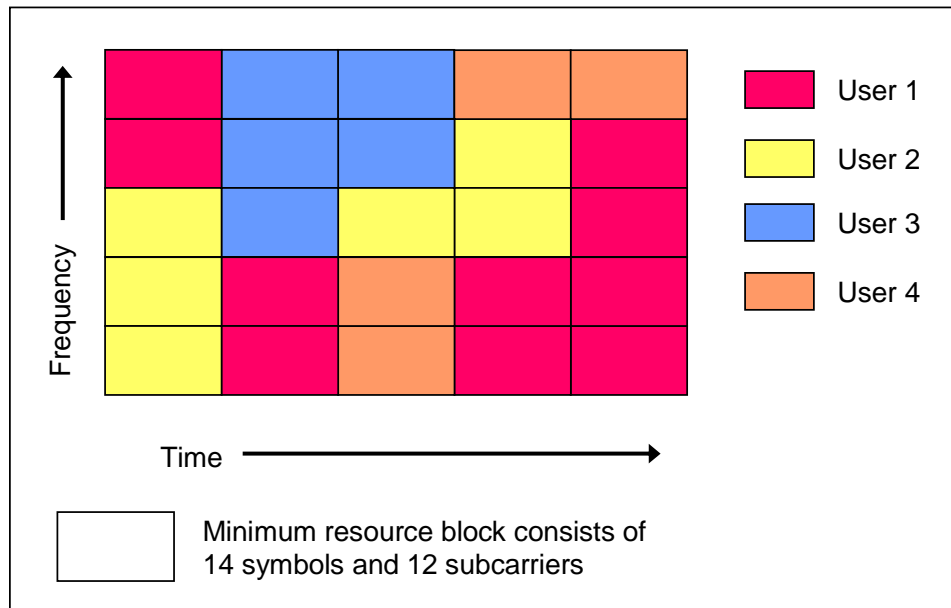 User 1
User 2
User 3
User 4
Frequency
Time
Minimum resource block consists of
14 symbols and 12 subcarriers